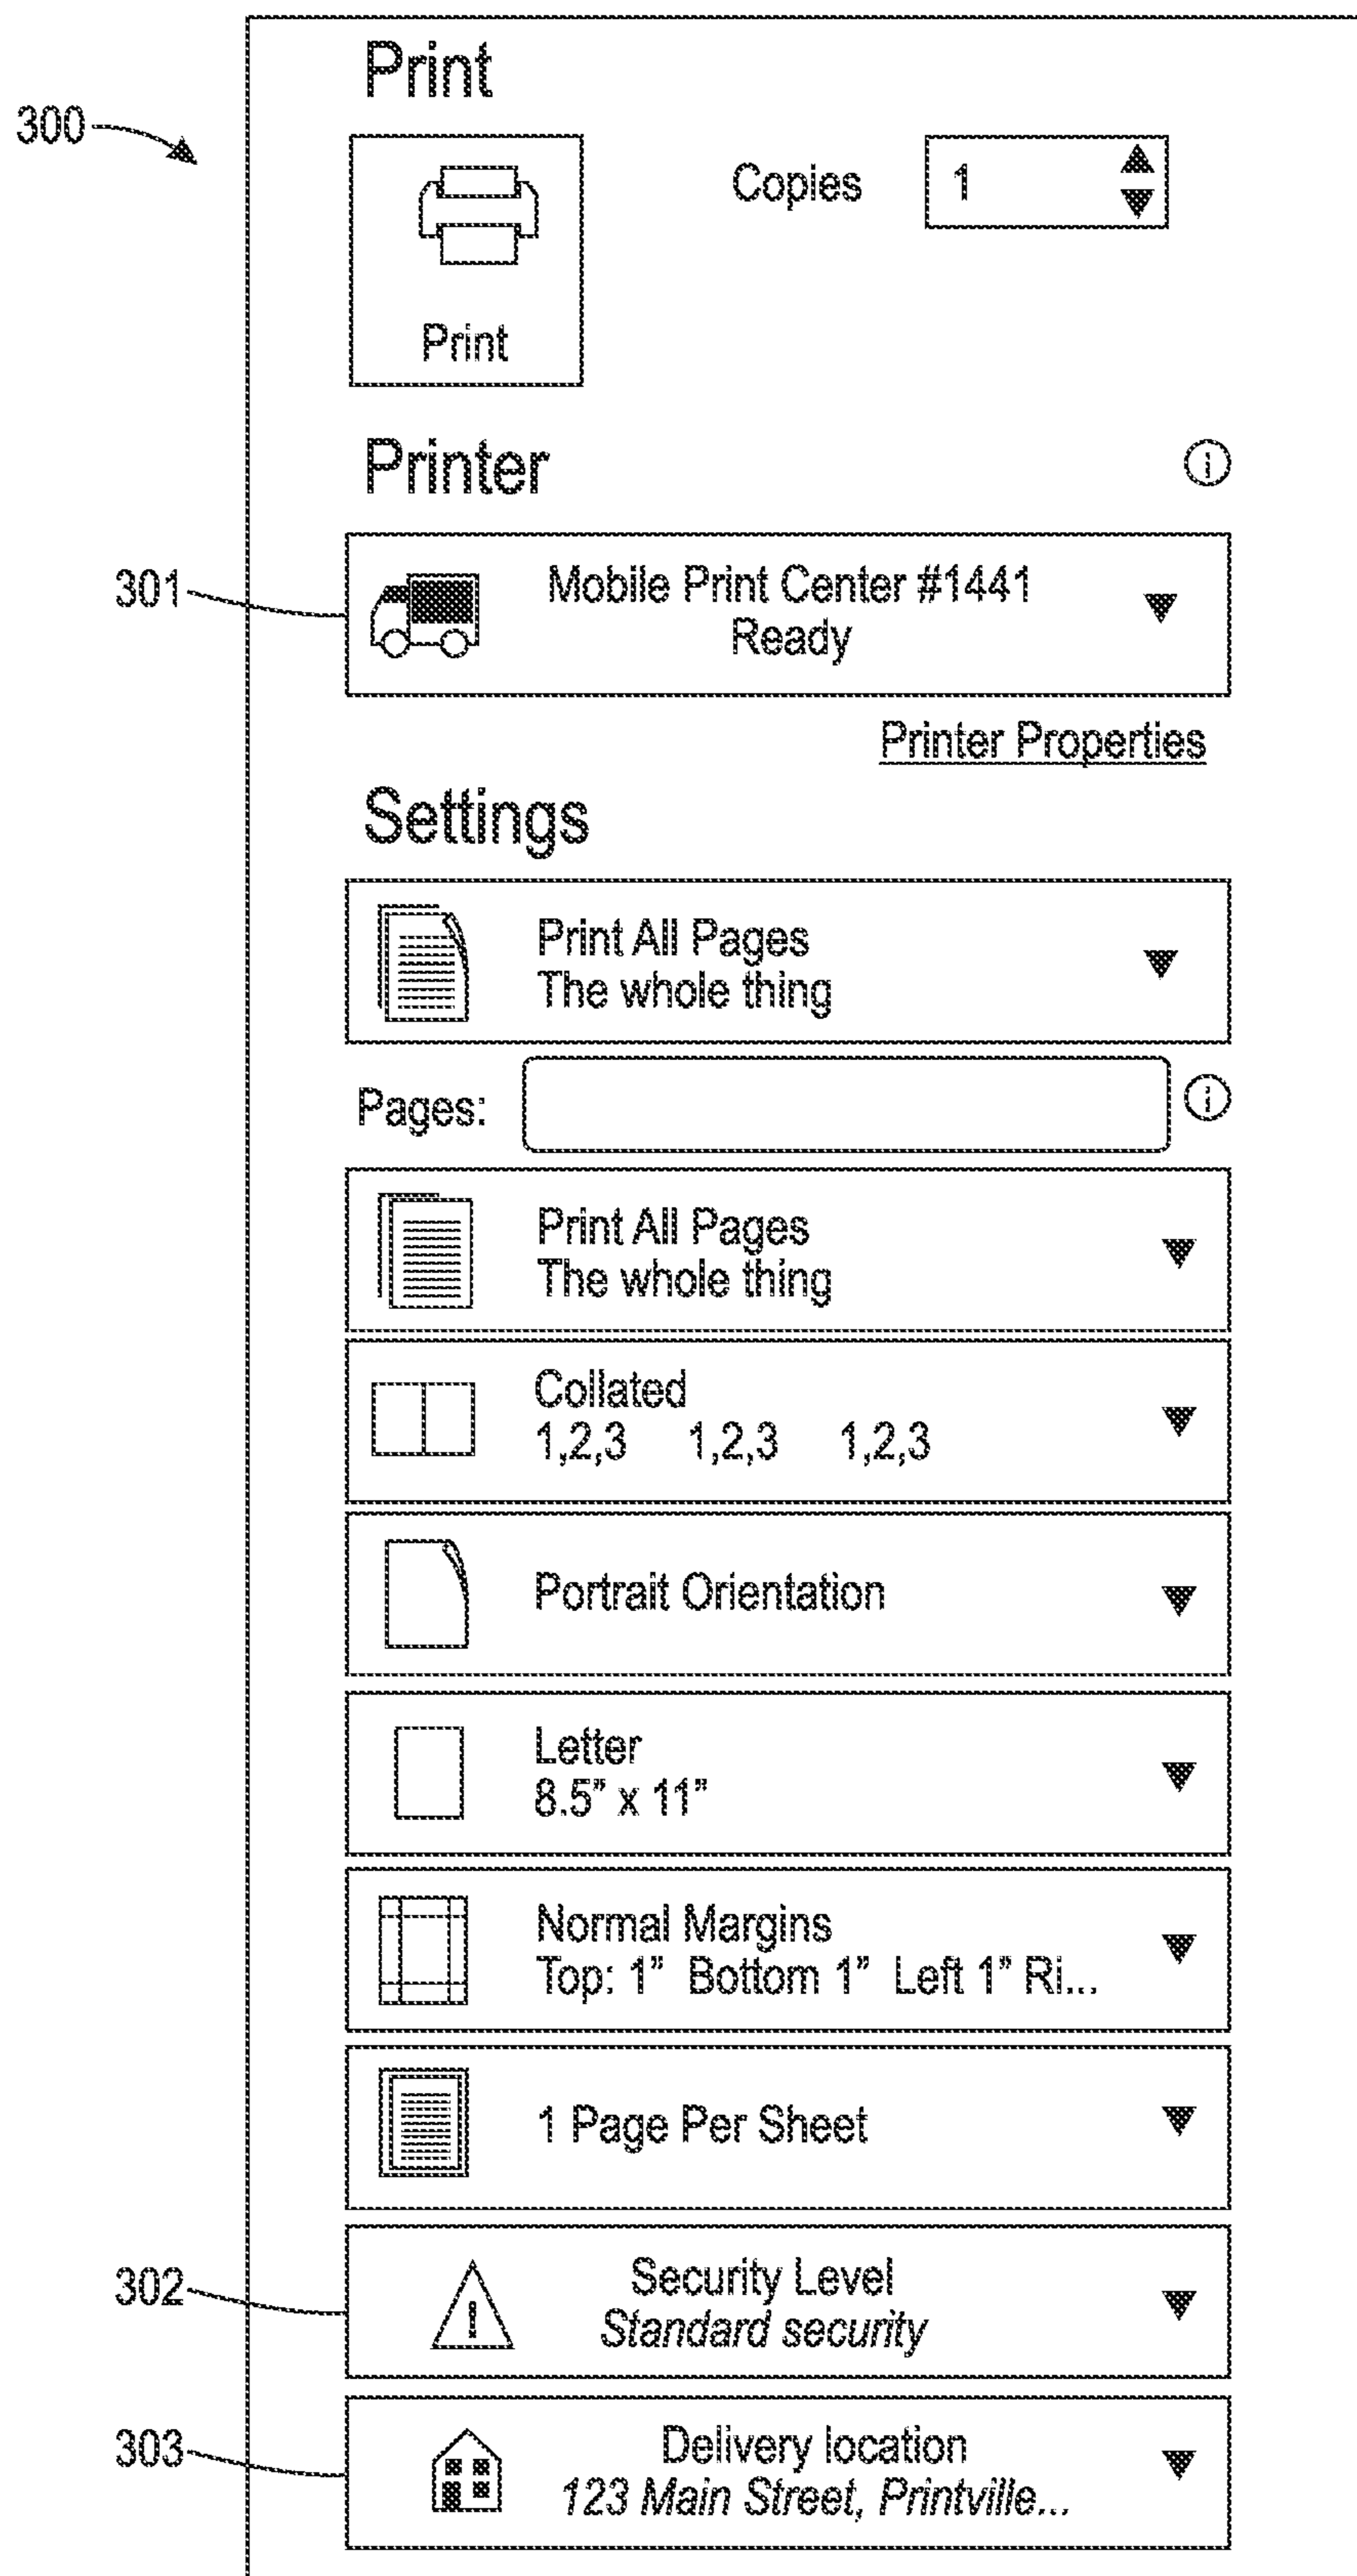 Print
300
Copies 1
Print
Printer
301
Mobile Print Center #1441
Ready
Printer Properties
Settings
Print All Pages
The whole thing
Pages:
Print All Pages
The whole thing
Collated
1,2,3 1,2,3 1,2,3
Portrait Orientation
Letter
8.5” x 11”
Normal Margins
Top: 1” Bottom 1” Left 1” Ri...
1 Page Per Sheet
302
Security Level
Standard security
303
Delivery location
123 Main Street, Printville...